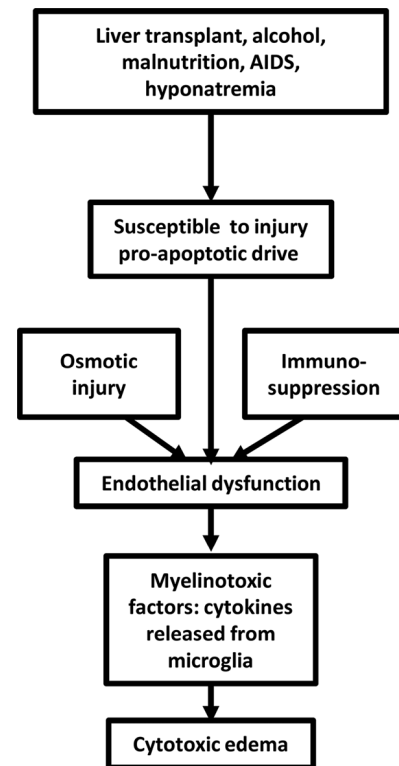 Liver transplant, alcohol,
malnutrition, AIDS,
hyponatremia
Susceptible to injury
pro-apoptotic drive
Osmotic
injury
Immuno-
suppression
Endothelial dysfunction
Myelinotoxic
factors: cytokines
released from
microglia
Cytotoxic edema